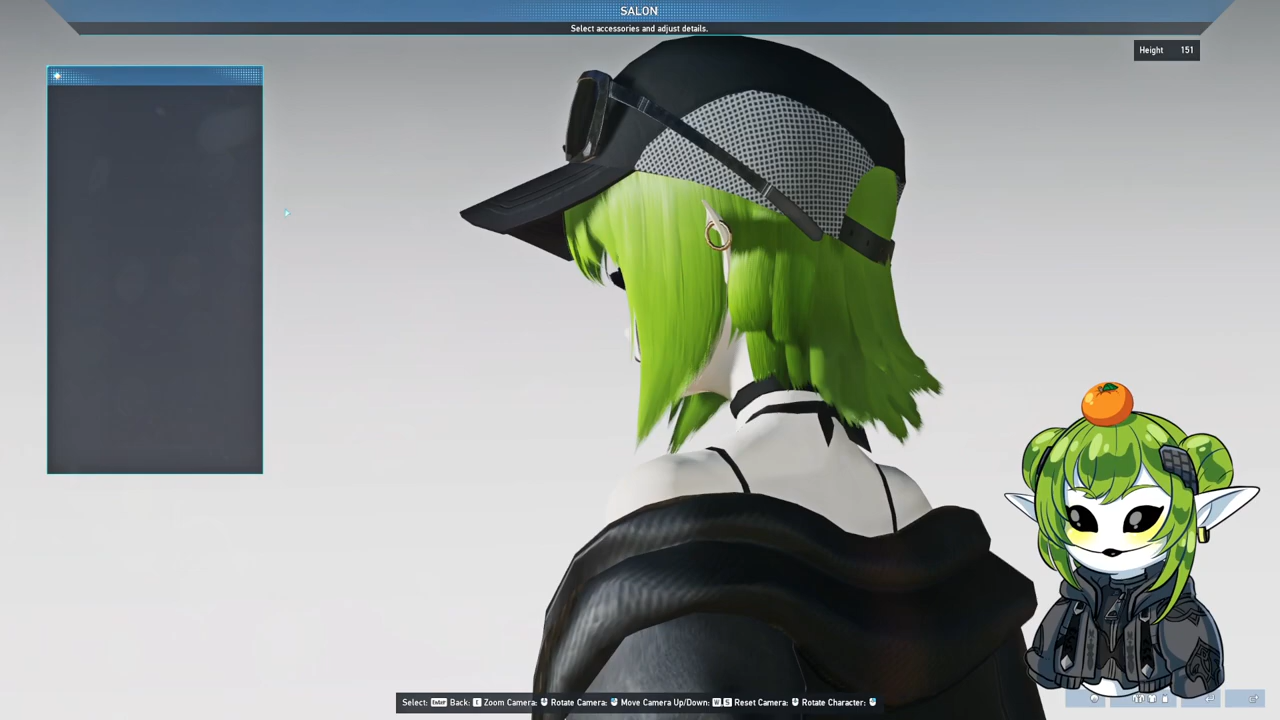 SALON
Select accessories and adjust details.
Height 151
Select: Enter Back: E Zoom Camera: Rotate Camera: Move Camera Up/Down: W,S Reset Camera: Rotate Character: